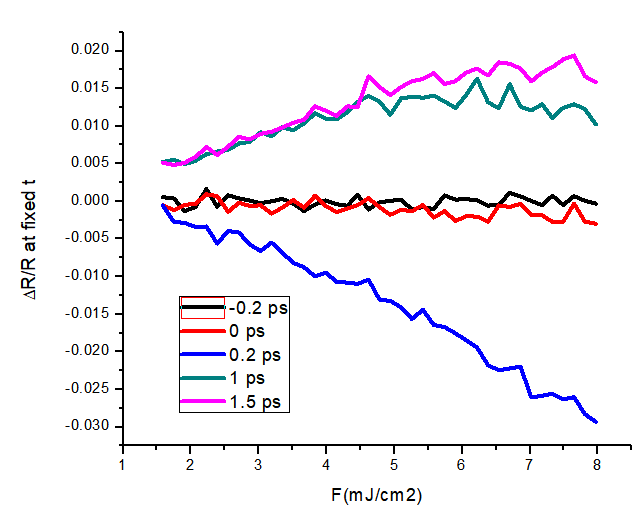 0.020
0.015
0.010
0.005
0.000
-0.005
-0.010
-0.015
-0.020
-0.025
-0.030
ΔR/R at fixed t
-0.2 ps
0 ps
0.2 ps
1 ps
1.5 ps
1 2 3 4 5 6 7 8
F(mJ/cm2)